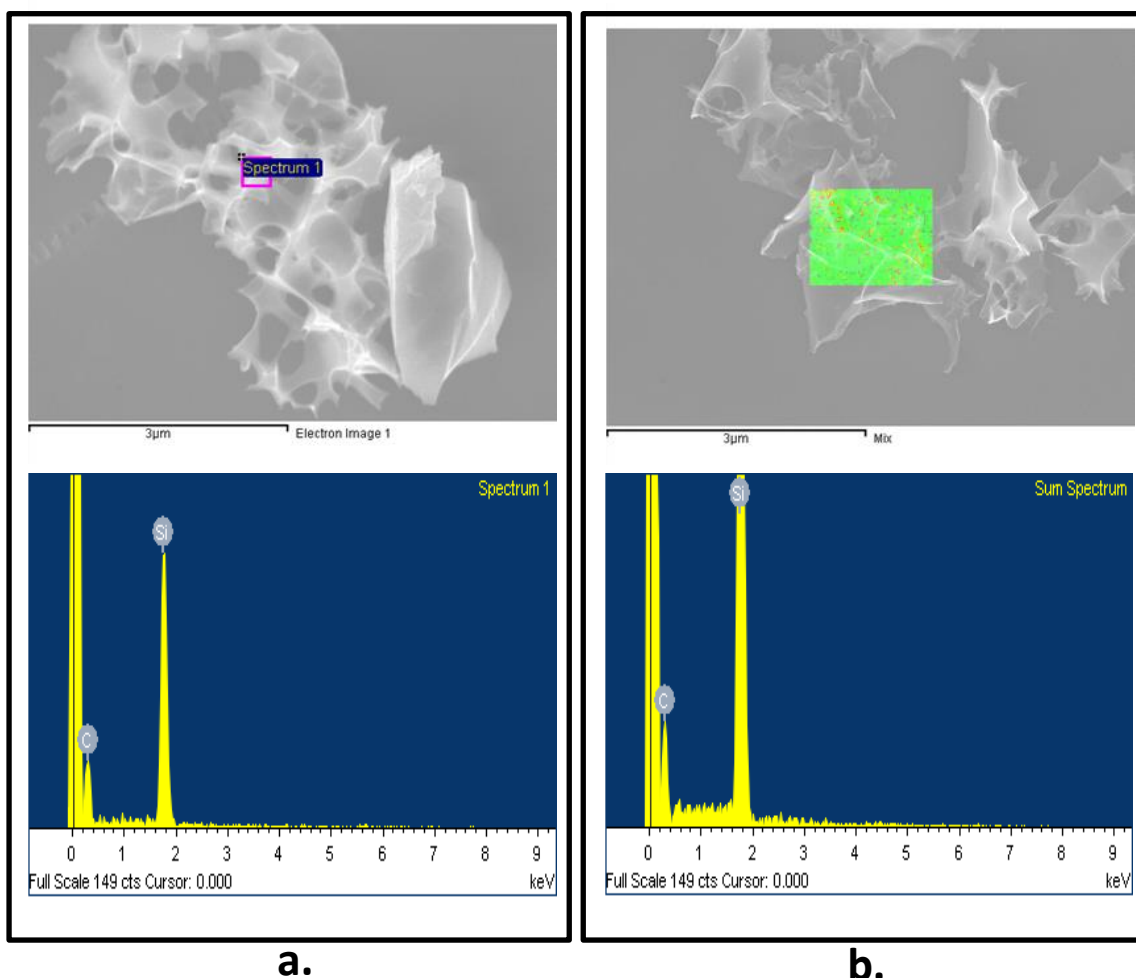 Spectrum 1
3µm Electron Image 1
Spectrum 1
Si
C
0 1 2 3 4 5 6 7 8 9
Full Scale 149 cts Cursor: 0.000 keV
a.
3µm Mix
Sum Spectrum
Si
C
0 1 2 3 4 5 6 7 8 9
Full Scale 149 cts Cursor: 0.000 keV
b.